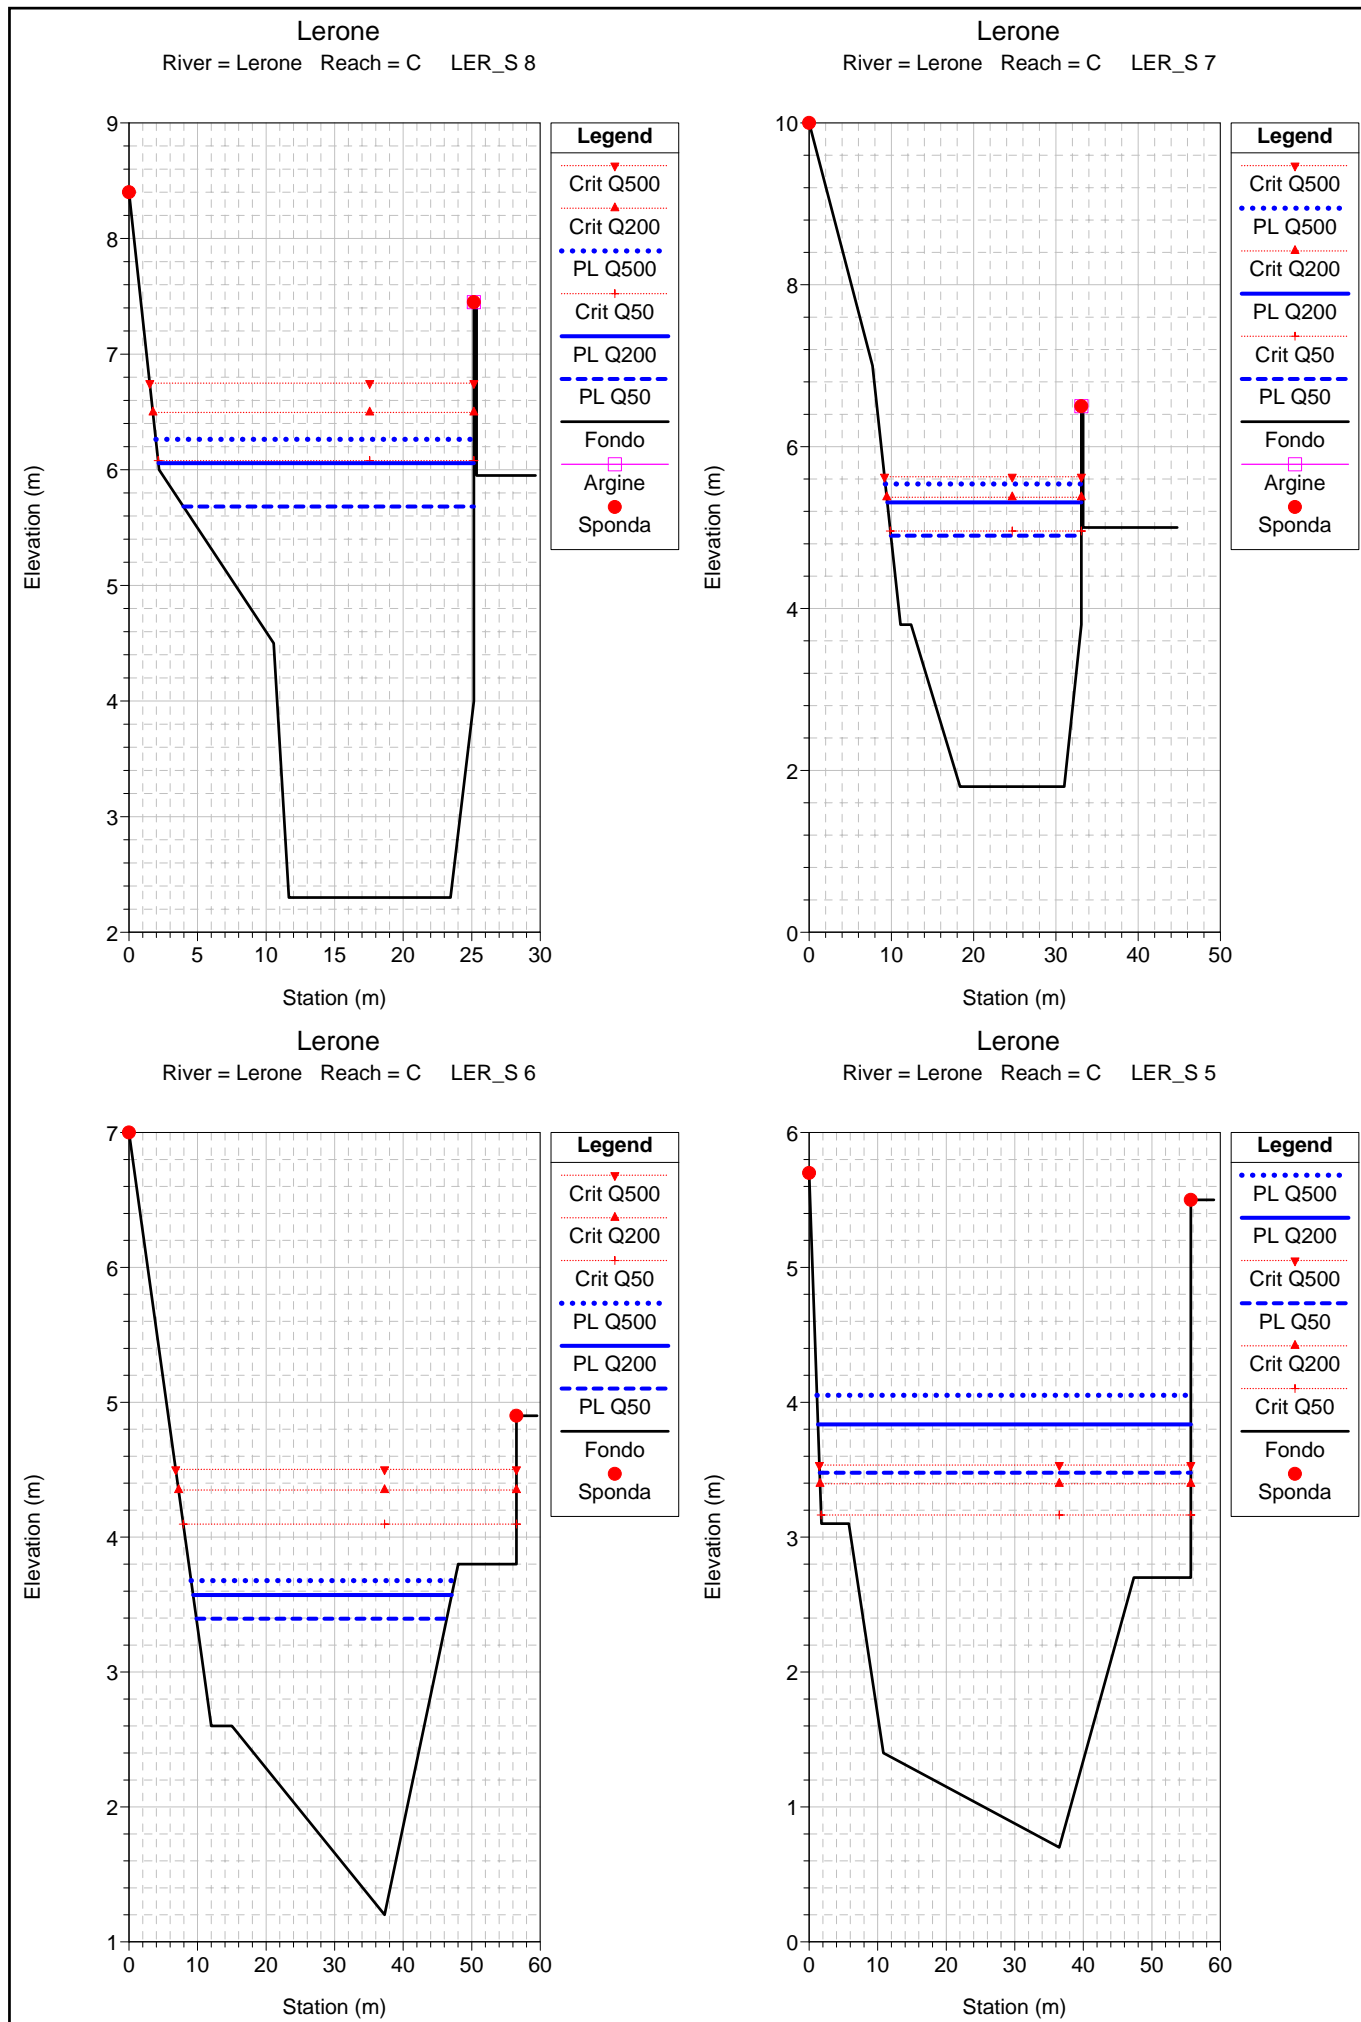 Lerone
River = Lerone Reach = C LER_S 8
9
8
7
6
5
4
3
2
Elevation (m)
0 5 10 15 20 25 30
Station (m)
Legend
Crit Q500
Crit Q200
PL Q500
Crit Q50
PL Q200
PL Q50
Fondo
Argine
Sponda
Lerone
River = Lerone Reach = C LER_S 7
10
8
6
4
2
0
Elevation (m)
0 10 20 30 40 50
Station (m)
Legend
Crit Q500
PL Q500
Crit Q200
PL Q200
Crit Q50
PL Q50
Fondo
Argine
Sponda
Lerone
River = Lerone Reach = C LER_S 6
7
6
5
4
3
2
1
Elevation (m)
0 10 20 30 40 50 60
Station (m)
Legend
Crit Q500
Crit Q200
Crit Q50
PL Q500
PL Q200
PL Q50
Fondo
Sponda
Lerone
River = Lerone Reach = C LER_S 5
6
5
4
3
2
1
0
Elevation (m)
0 10 20 30 40 50 60
Station (m)
Legend
PL Q500
PL Q200
Crit Q500
PL Q50
Crit Q200
Crit Q50
Fondo
Sponda